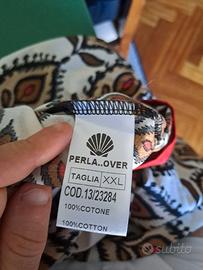 PERLA..OVER
TAGLIA XXL
COD.13/23284
100%COTONE
100%COTTON
subito